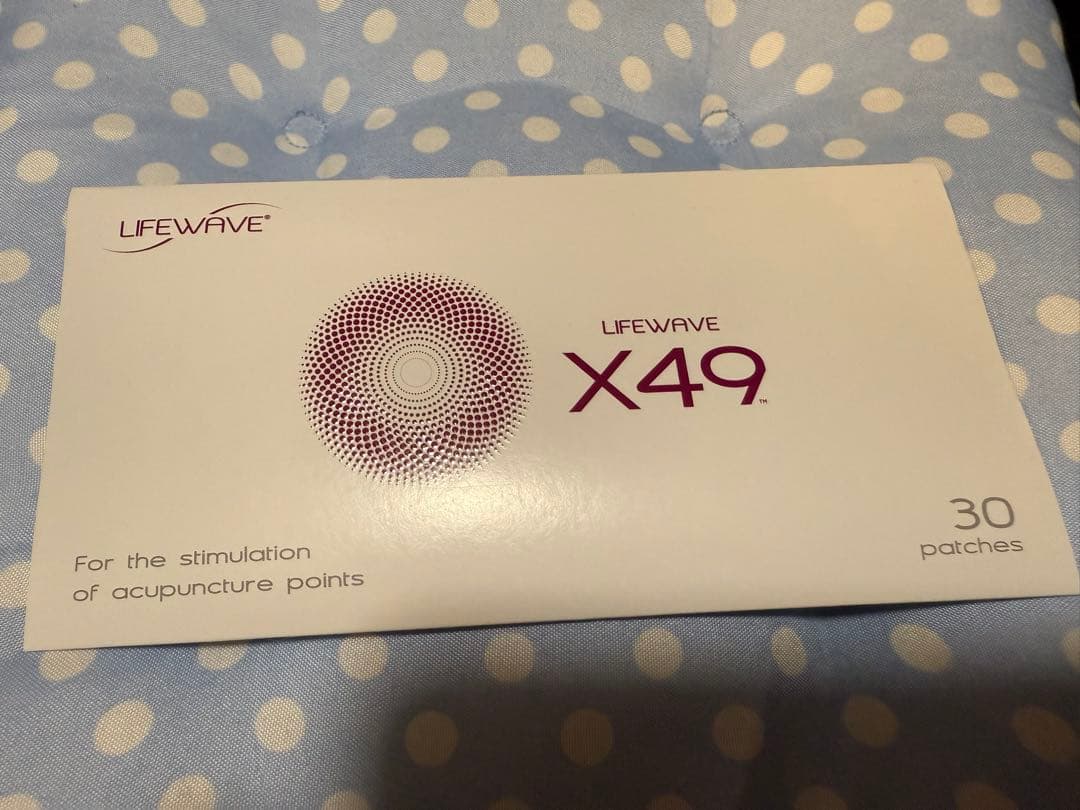 LIFEWAVE®
LIFEWAVE
X49™
30
patches
For the stimulation
of acupuncture points